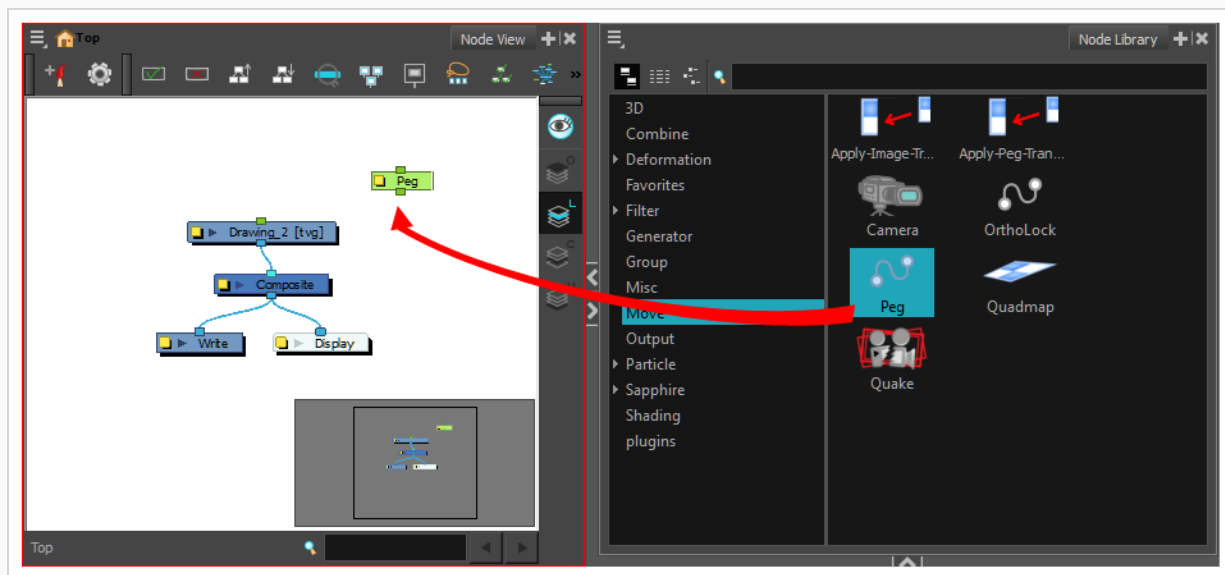 Top
Node View
Peg
Drawing_2 [tvg]
Composite
Write
Display
Top
O
L
C
Node Library
3D
Combine
Deformation
Favorites
Filter
Generator
Group
Misc
Move
Output
Particle
Sapphire
Shading
plugins
Apply-Image-Tr...
Apply-Peg-Tran...
Camera
OrthoLock
Peg
Quadmap
Quake